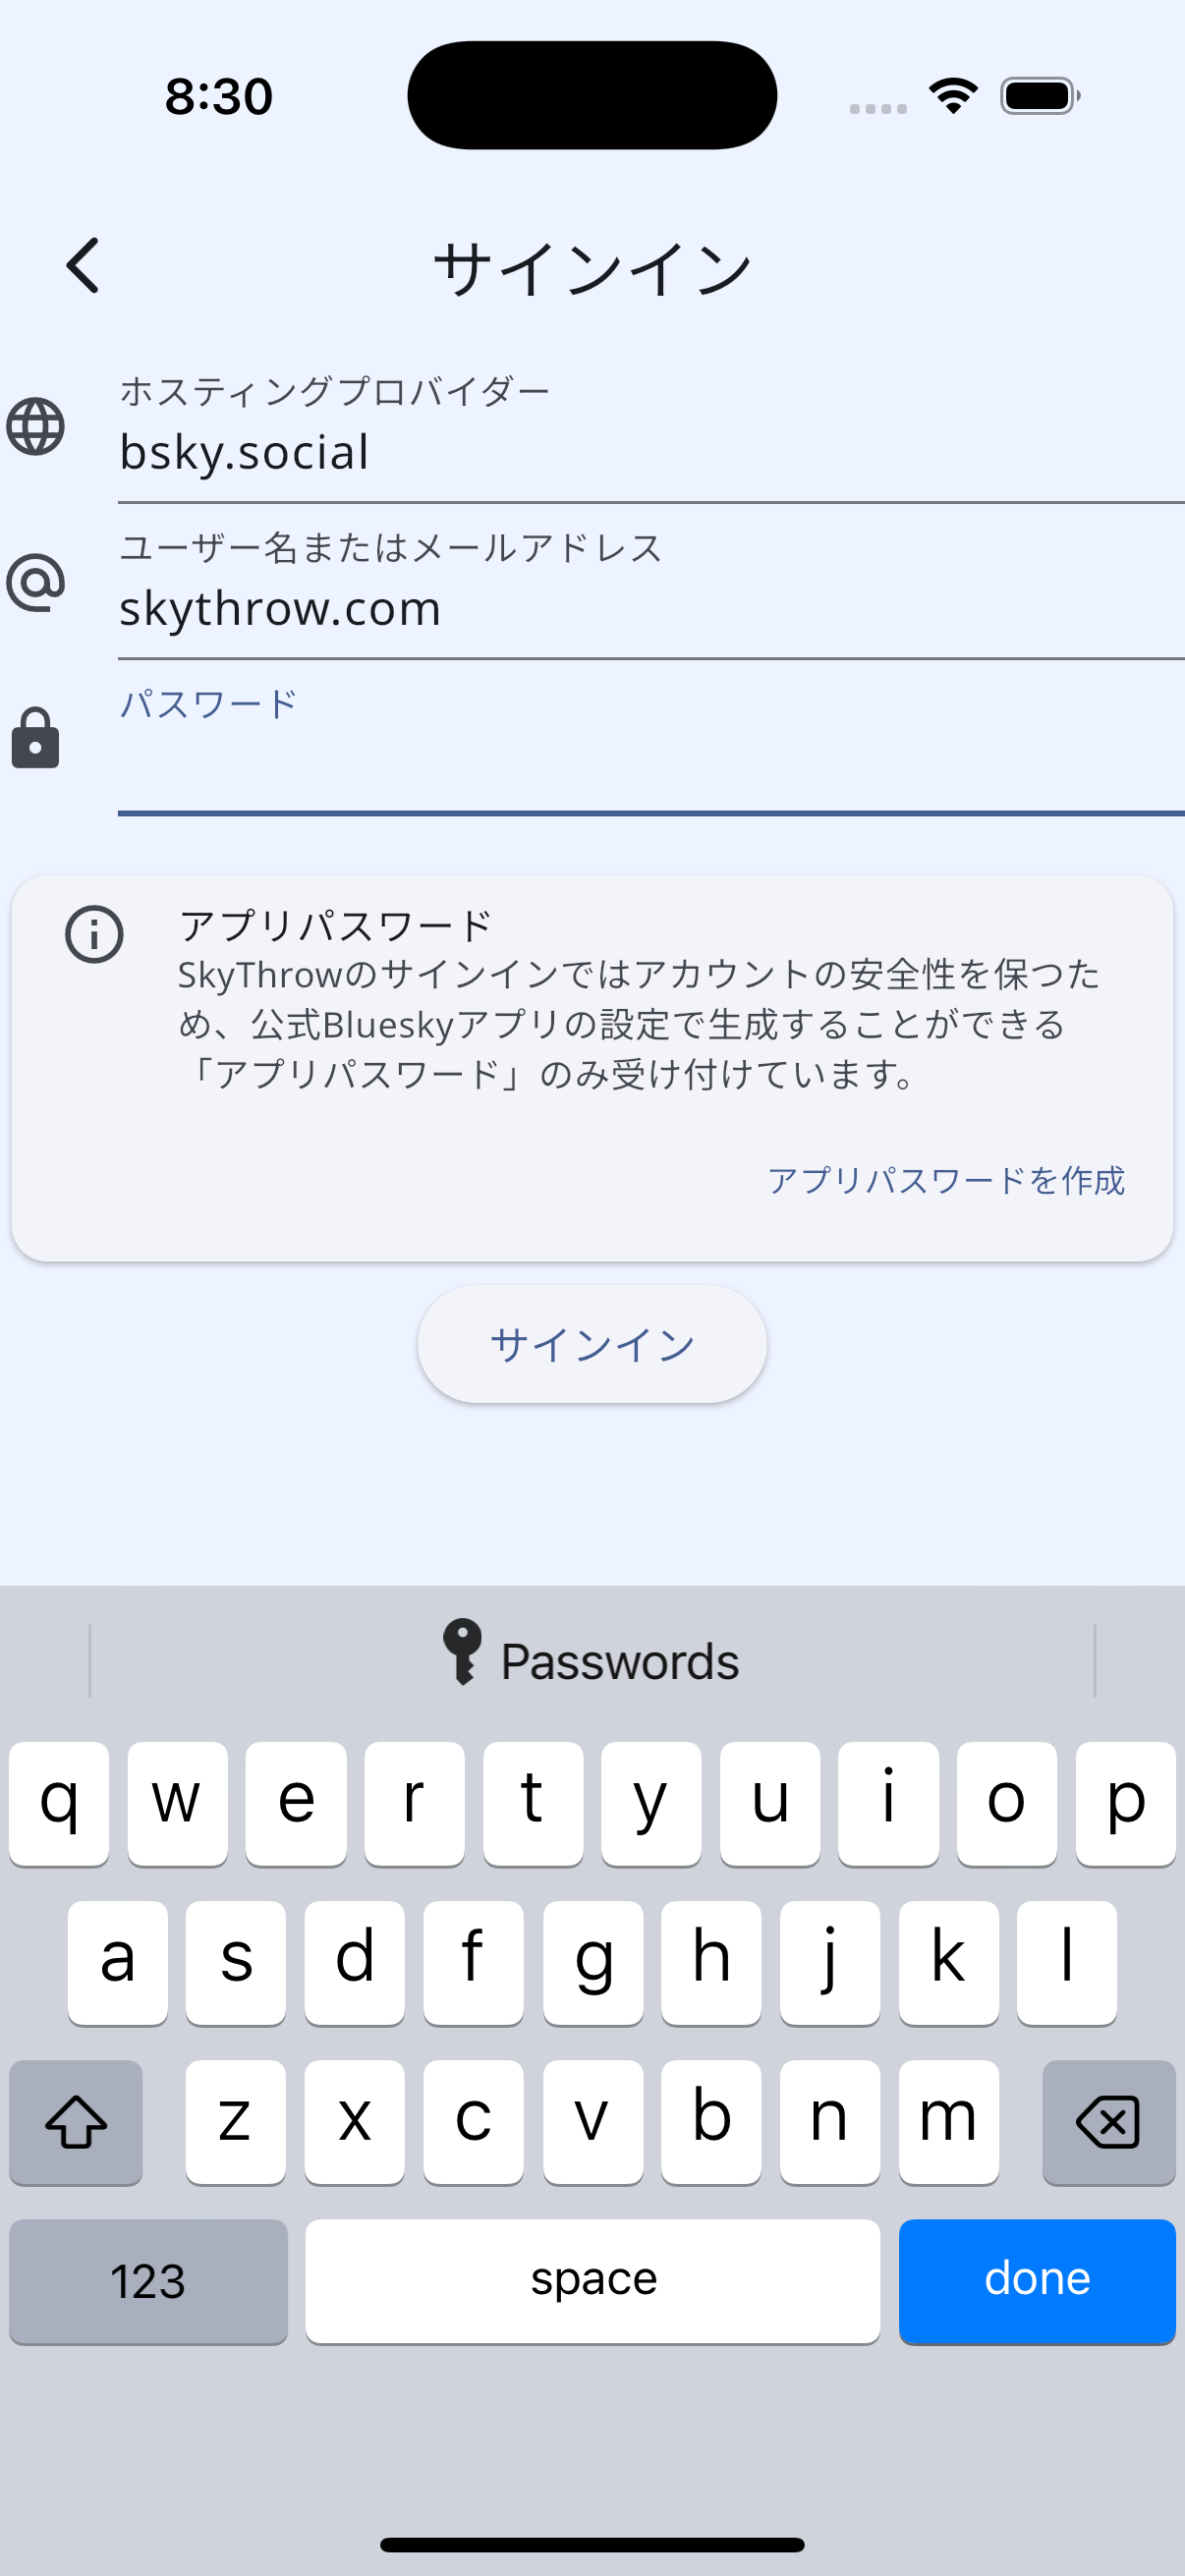 8:30
サインイン
ホスティングプロバイダー
bsky.social
ユーザー名またはメールアドレス
skythrow.com
パスワード
アプリパスワード
SkyThrowのサインインではアカウントの安全性を保つた
め、公式Blueskyアプリの設定で生成することができる
「アプリパスワード」のみ受け付けています。
アプリパスワードを作成
サインイン
Passwords
q w e r t y u i o p
a s d f g h j k l
z x c v b n m
123 space done